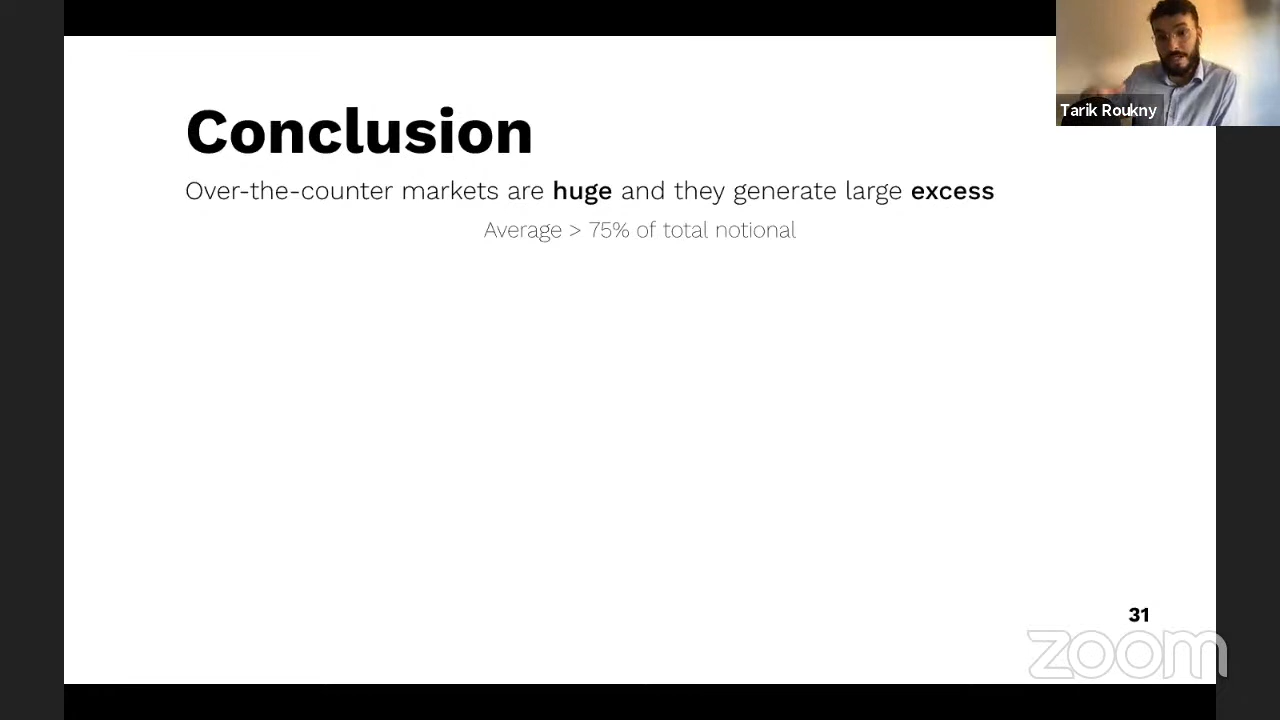 Tarik Roukny
Conclusion
Over-the-counter markets are huge and they generate large excess
Average > 75% of total notional
31
zoom